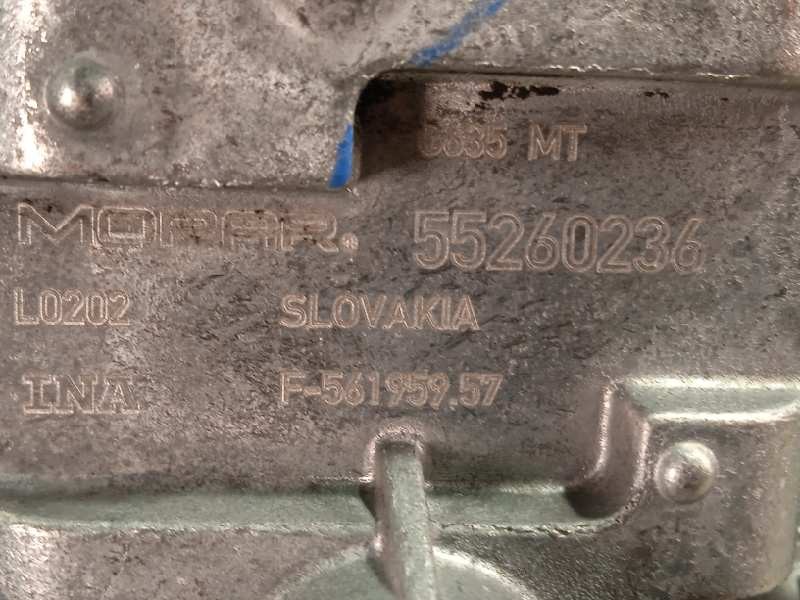 C635 MT
MOPAR® 55260236
L0202 SLOVAKIA
INA F-561959.57